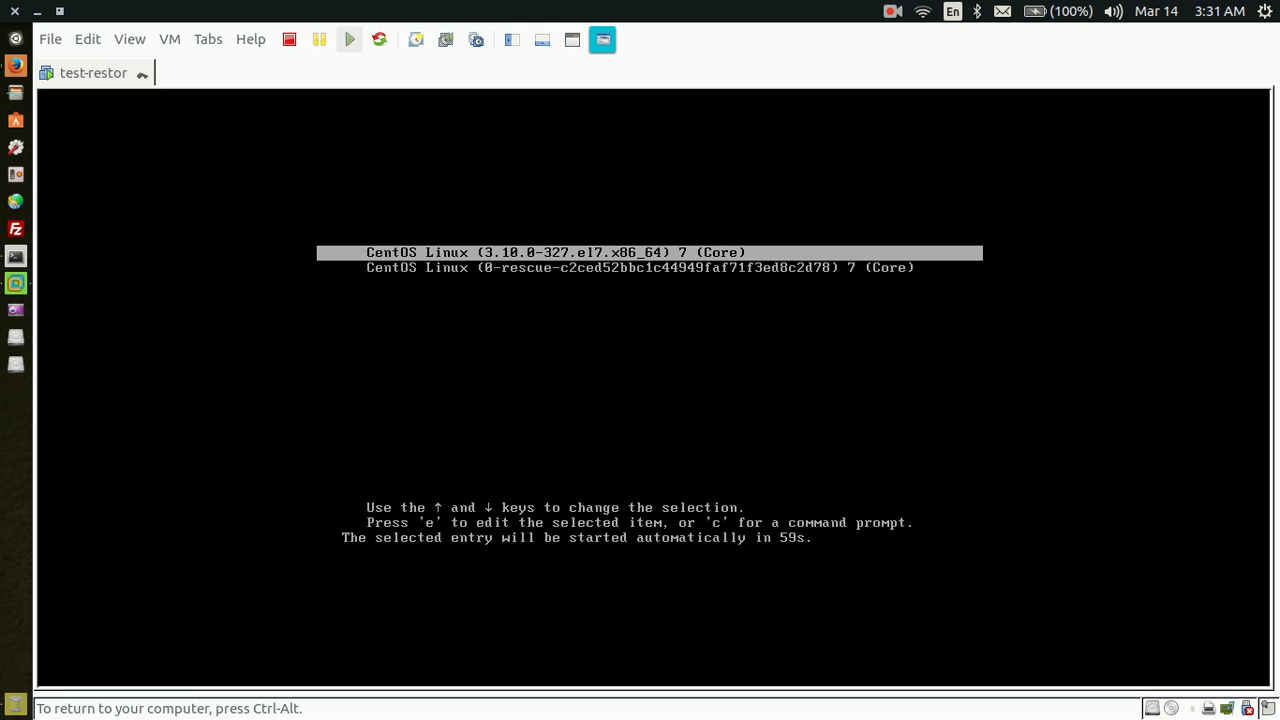 En
(100%)
Mar 14
3:31 AM
File Edit View VM Tabs Help
test-restor
CentOS Linux (3.10.0-327.el7.x86_64) 7 (Core)
CentOS Linux (0-rescue-c2ced52bbc1c44949faf71f3ed8c2d78) 7 (Core)
Use the ↑ and ↓ keys to change the selection.
Press 'e' to edit the selected item, or 'c' for a command prompt.
The selected entry will be started automatically in 59s.
To return to your computer, press Ctrl-Alt.